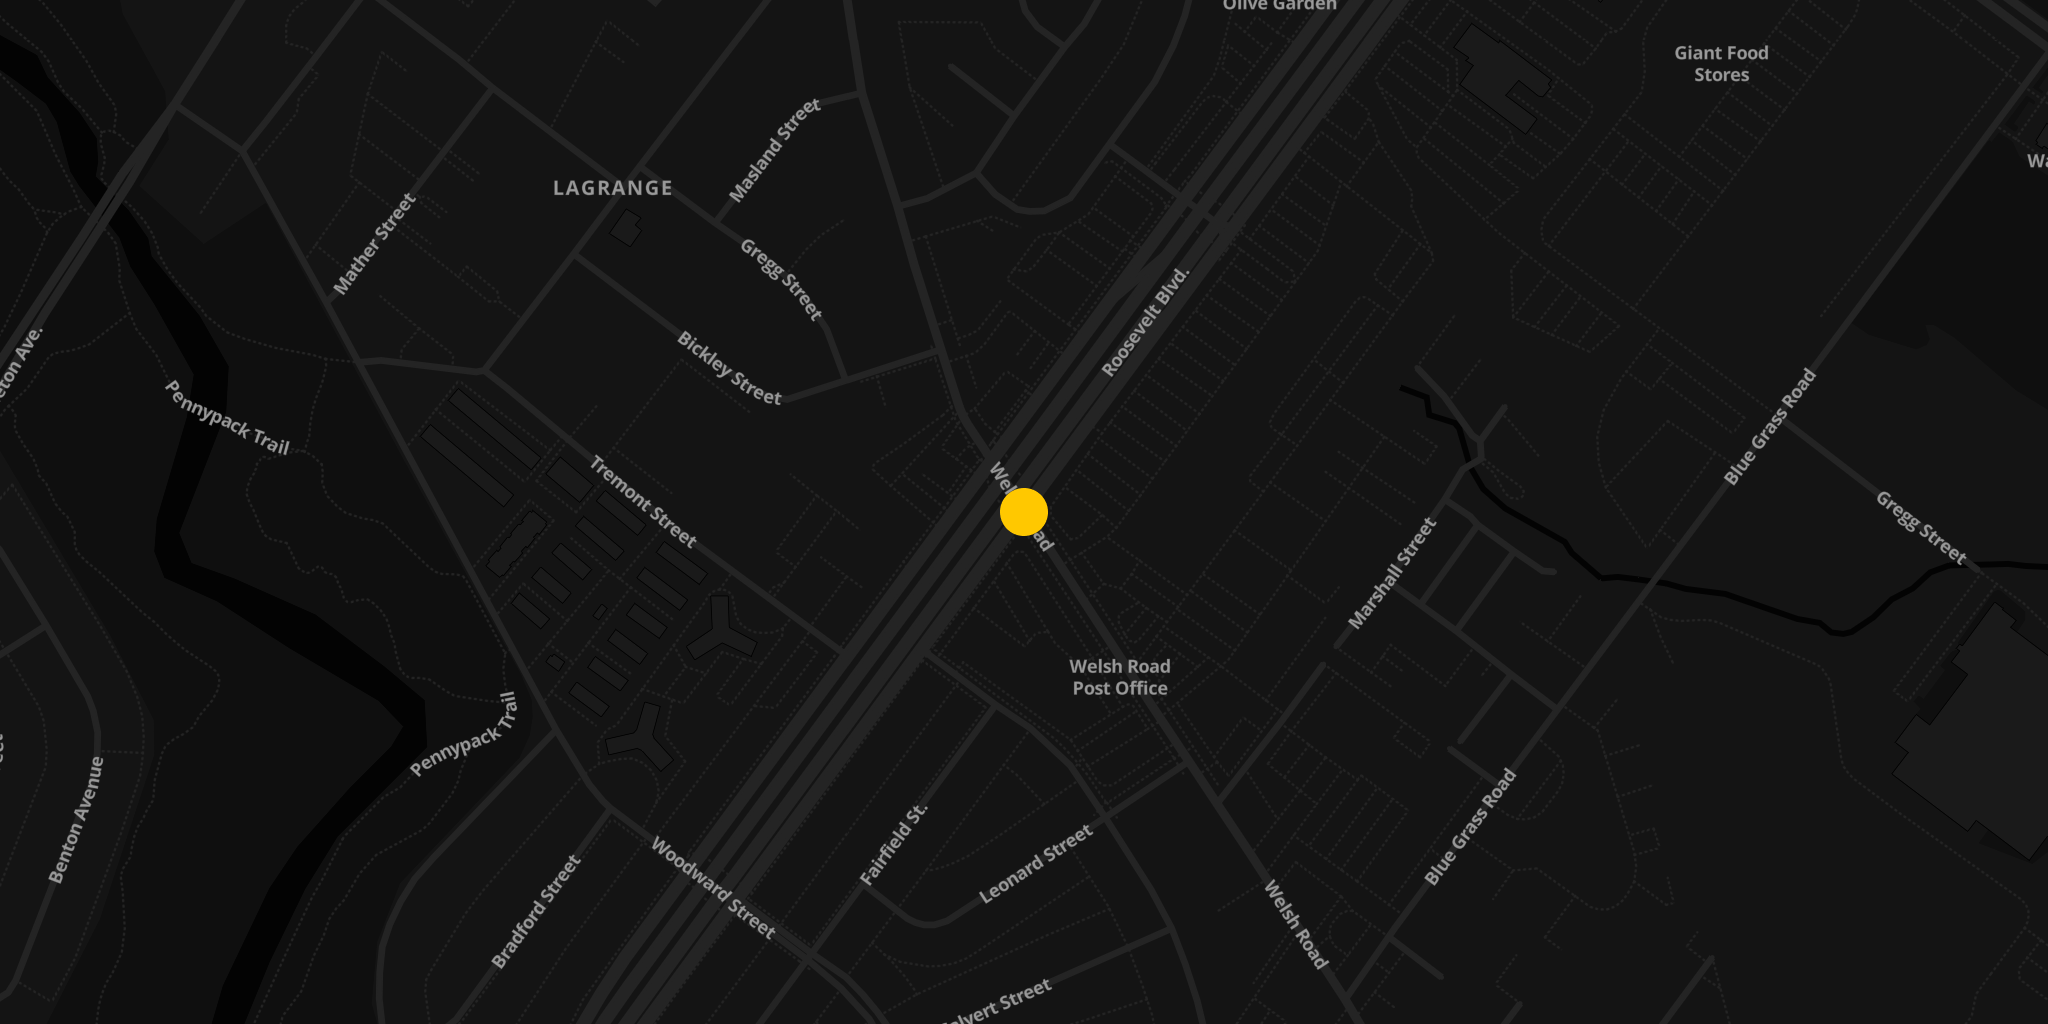 Olive Garden
Giant Food
Stores
Masland Street
LAGRANGE
Mather Street
Gregg Street
Roosevelt Blvd.
Bickley Street
Pennypack Trail
Blue Grass Road
Tremont Street
Gregg Street
Marshall Street
Welsh Road
Post Office
Pennypack Trail
Benton Avenue
Blue Grass Road
Fairfield St.
Leonard Street
Woodward Street
Bradford Street
Welsh Road
Street